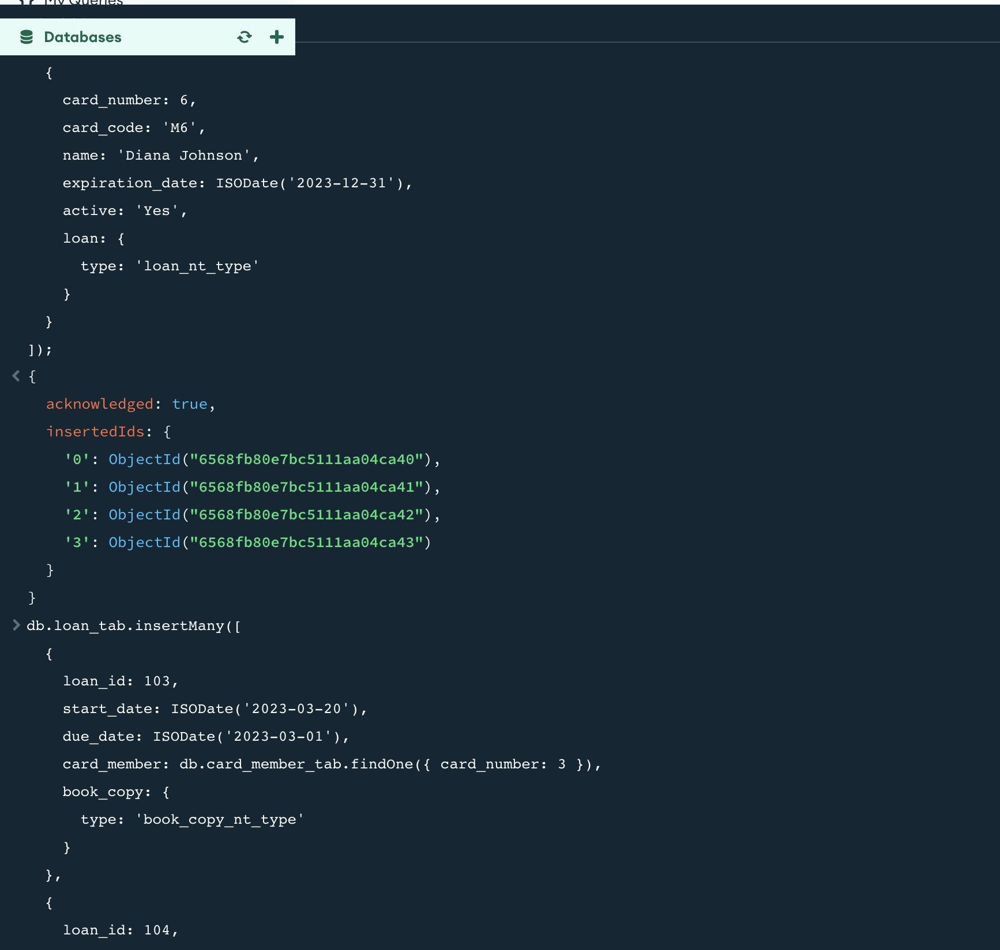 My Queries
Databases
{
card_number: 6,
card_code: 'M6',
name: 'Diana Johnson',
expiration_date: ISODate('2023-12-31'),
active: 'Yes',
loan: {
type: 'loan_nt_type'
}
}
]);
{
acknowledged: true,
insertedIds: {
'0': ObjectId("6568fb80e7bc5111aa04ca40"),
'1': ObjectId("6568fb80e7bc5111aa04ca41"),
'2': ObjectId("6568fb80e7bc5111aa04ca42"),
'3': ObjectId("6568fb80e7bc5111aa04ca43")
}
}
db.loan_tab.insertMany([
{
loan_id: 103,
start_date: ISODate('2023-03-20'),
due_date: ISODate('2023-03-01'),
card_member: db.card_member_tab.findOne({ card_number: 3 }),
book_copy: {
type: 'book_copy_nt_type'
}
},
{
loan_id: 104,